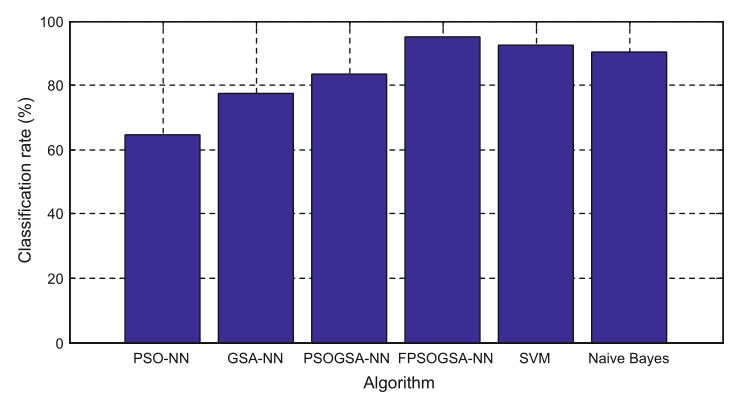 Classification rate (%)
100
80
60
40
20
0
PSO-NN GSA-NN PSOGSA-NN FPSOGSA-NN SVM Naive Bayes
Algorithm